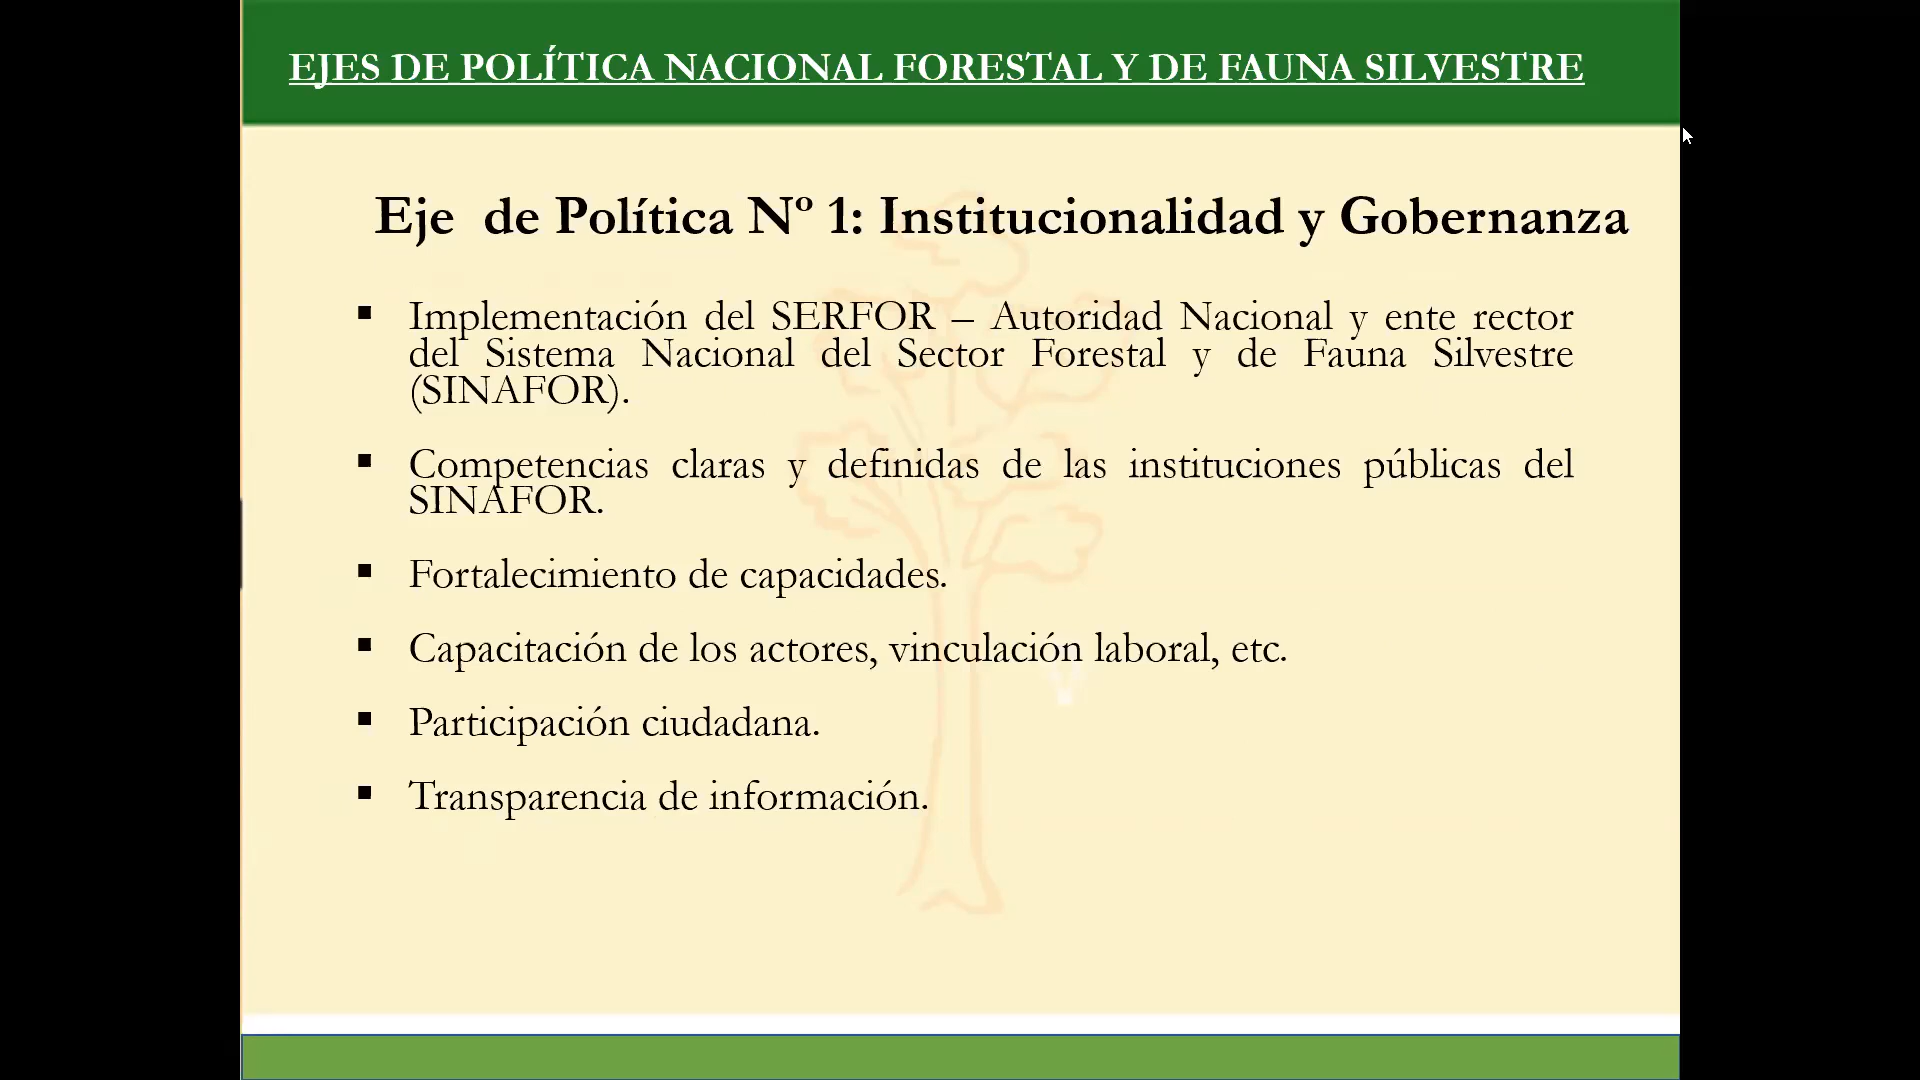 EJES DE POLÍTICA NACIONAL FORESTAL Y DE FAUNA SILVESTRE
Eje de Política Nº 1: Institucionalidad y Gobernanza
▪ Implementación del SERFOR – Autoridad Nacional y ente rector
del Sistema Nacional del Sector Forestal y de Fauna Silvestre
(SINAFOR).
▪ Competencias claras y definidas de las instituciones públicas del
SINAFOR.
▪ Fortalecimiento de capacidades.
▪ Capacitación de los actores, vinculación laboral, etc.
▪ Participación ciudadana.
▪ Transparencia de información.